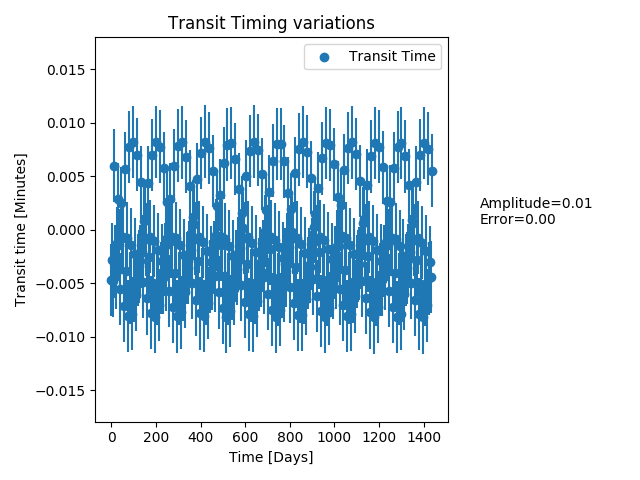 Transit Timing variations
Transit Time
0.015
0.010
0.005
0.000
−0.005
−0.010
−0.015
Transit time [Minutes]
0 200 400 600 800 1000 1200 1400
Time [Days]
Amplitude=0.01
Error=0.00